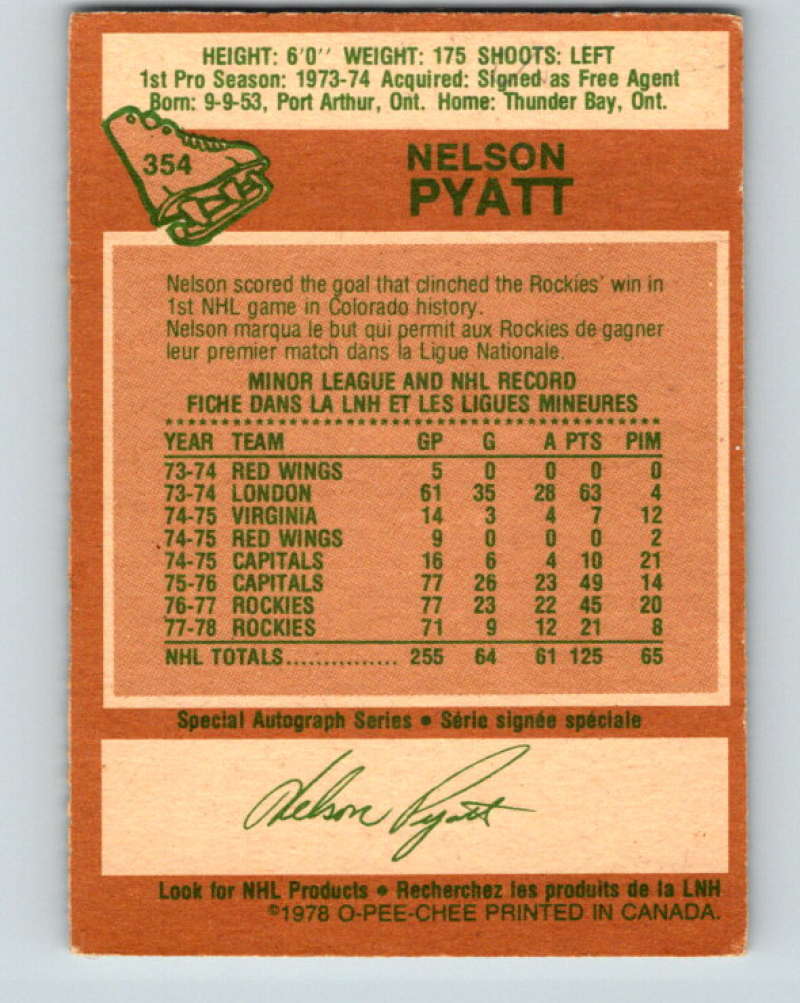 HEIGHT: 6'0'' WEIGHT: 175 SHOOTS: LEFT
1st Pro Season: 1973-74 Acquired: Signed as Free Agent
Born: 9-9-53, Port Arthur, Ont. Home: Thunder Bay, Ont.
354
NELSON
PYATT
Nelson scored the goal that clinched the Rockies' win in
1st NHL game in Colorado history.
Nelson marqua le but qui permit aux Rockies de gagner
leur premier match dans la Ligue Nationale.
MINOR LEAGUE AND NHL RECORD
FICHE DANS LA LNH ET LES LIGUES MINEURES
YEAR TEAM GP G A PTS PIM
73-74 RED WINGS 5 0 0 0 0
73-74 LONDON 61 35 28 63 4
74-75 VIRGINIA 14 3 4 7 12
74-75 RED WINGS 9 0 0 0 2
74-75 CAPITALS 16 6 4 10 21
75-76 CAPITALS 77 26 23 49 14
76-77 ROCKIES 77 23 22 45 20
77-78 ROCKIES 71 9 12 21 8
NHL TOTALS............... 255 64 61 125 65
Special Autograph Series • Série signée spéciale
Nelson Pyatt
Look for NHL Products • Recherchez les produits de la LNH
©1978 O-PEE-CHEE PRINTED IN CANADA.